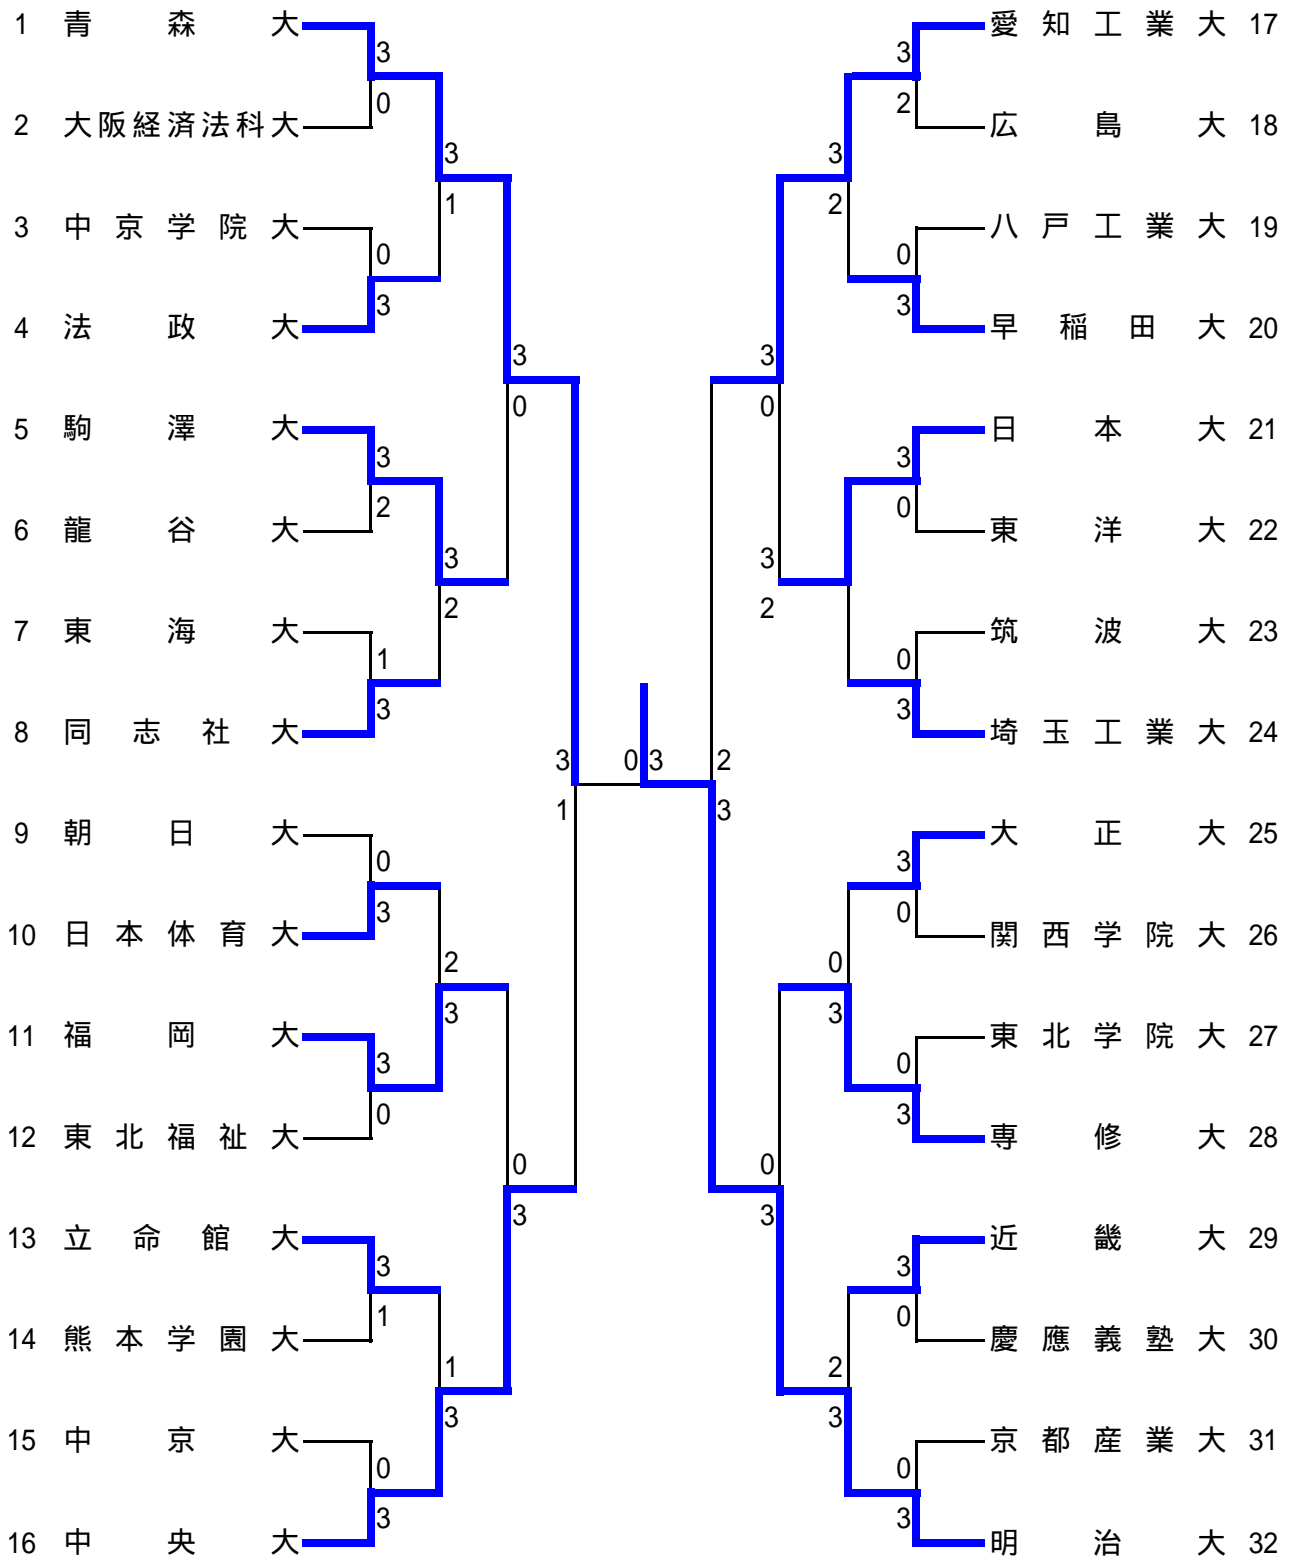 1 青森大 愛知工業大 17
3 3
0 2
2 大阪経済法科大 広島大 18
3 3
1 2
3 中京学院大 八戸工業大 19
0 0
3 3
4 法政大 早稲田大 20
3 3
0 0
5 駒澤大 日本大 21
3 3
2 0
6 龍谷大 東洋大 22
3 3
2 2
7 東海大 筑波大 23
1 0
3 3
8 同志社大 埼玉工業大 24
3 0 3 2
1 3
9 朝日大 大正大 25
0 3
3 0
10 日本体育大 関西学院大 26
2 0
3 3
11 福岡大 東北学院大 27
3 0
0 3
12 東北福祉大 専修大 28
0 0
3 3
13 立命館大 近畿大 29
3 3
1 0
14 熊本学園大 慶應義塾大 30
1 2
3 3
15 中京大 京都産業大 31
0 0
3 3
16 中央大 明治大 32